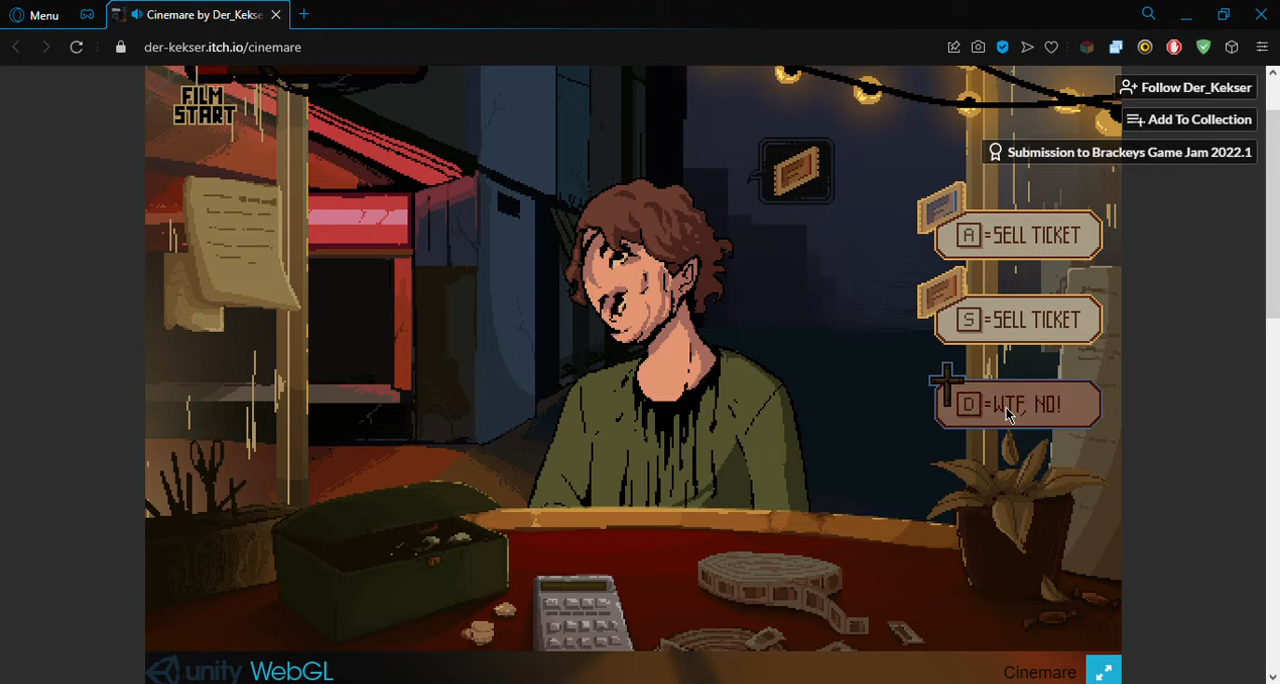 Menu
Cinemare by Der_Kekse
der-kekser.itch.io/cinemare
FILM
START
Follow Der_Kekser
Add To Collection
Submission to Brackeys Game Jam 2022.1
A =SELL TICKET
S =SELL TICKET
D =WTF, NO!
unity WebGL
Cinemare